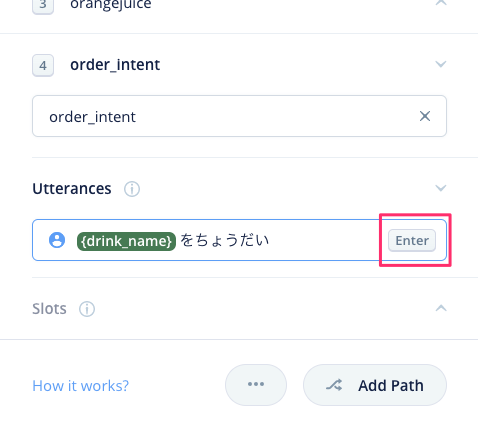 3 orangejuice
4 order_intent
order_intent
Utterances
{drink_name} をちょうだい Enter
Slots
How it works? Add Path